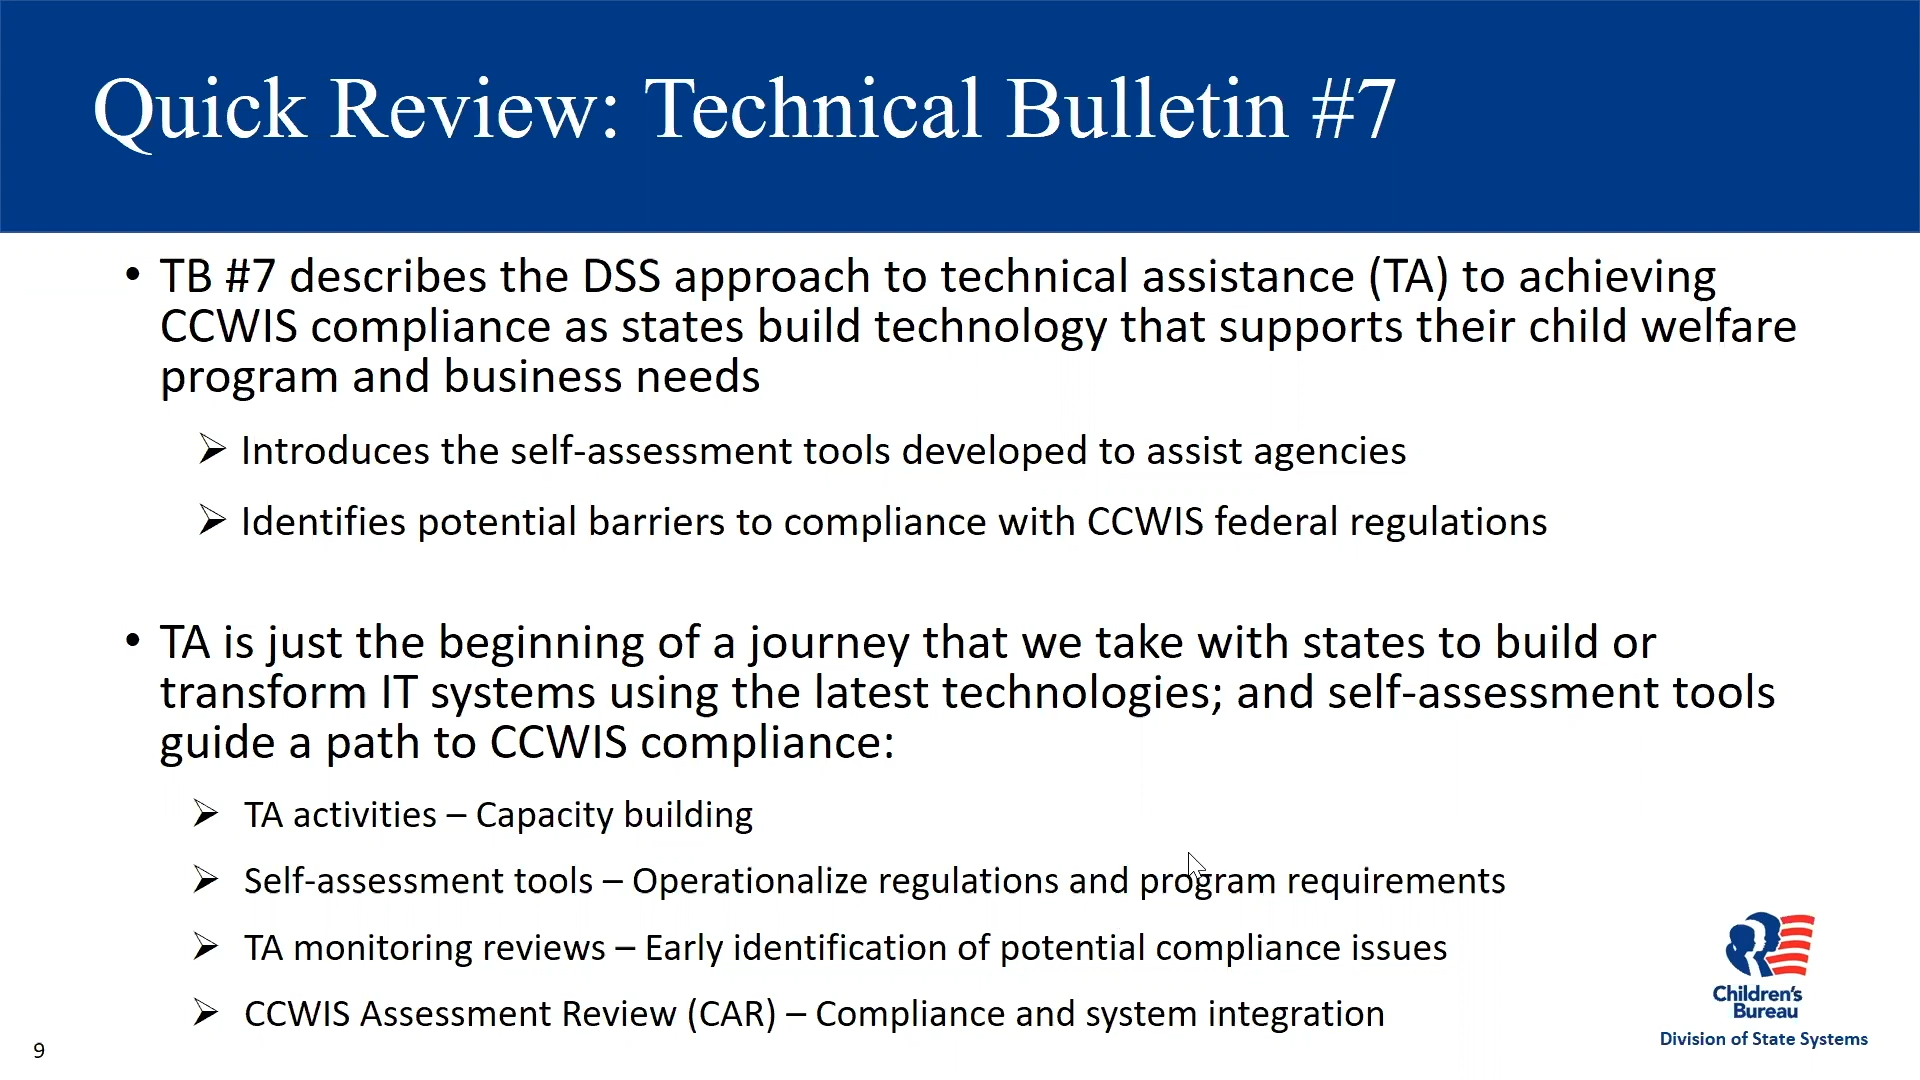 Quick Review: Technical Bulletin #7
• TB #7 describes the DSS approach to technical assistance (TA) to achieving
CCWIS compliance as states build technology that supports their child welfare
program and business needs
➢ Introduces the self-assessment tools developed to assist agencies
➢ Identifies potential barriers to compliance with CCWIS federal regulations
• TA is just the beginning of a journey that we take with states to build or
transform IT systems using the latest technologies; and self-assessment tools
guide a path to CCWIS compliance:
➢ TA activities – Capacity building
➢ Self-assessment tools – Operationalize regulations and program requirements
➢ TA monitoring reviews – Early identification of potential compliance issues
➢ CCWIS Assessment Review (CAR) – Compliance and system integration
Children's
Bureau
Division of State Systems
9